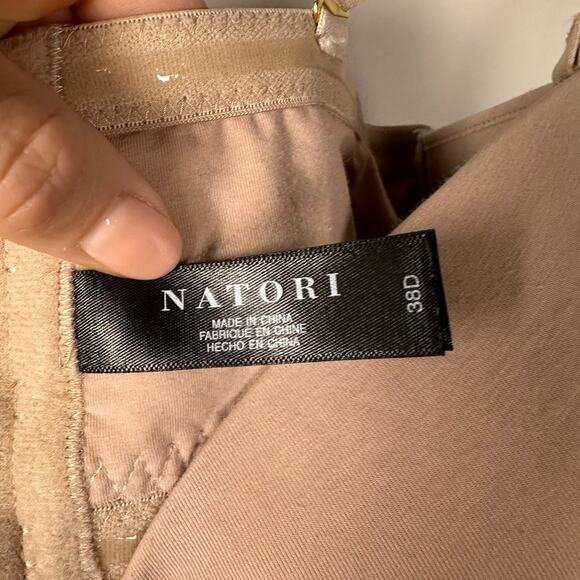 NATORI
MADE IN CHINA
FABRIQUE EN CHINE
HECHO EN CHINA
38D